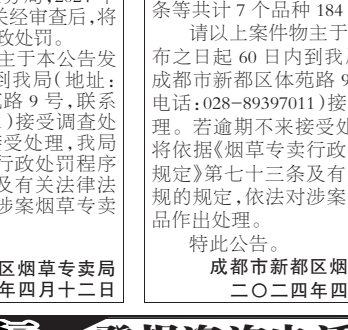 关经审查后,将
政处罚。
主于本公告发
到我局(地址:
路 9 号,联系
)接受调查处
受处理,我局
行政处罚程序
及有关法律法
涉案烟草专卖
区烟草专卖局
年四月十二日
条等共计 7 个品种 184
请以上案件物主于
布之日起 60 日内到我
成都市新都区体苑路 9
电话:028-89397011)接
理。若逾期不来接受处
将依据《烟草专卖行政
规定》第七十三条及有
规的规定,依法对涉案
品作出处理。
特此公告。
成都市新都区烟
二〇二四年四